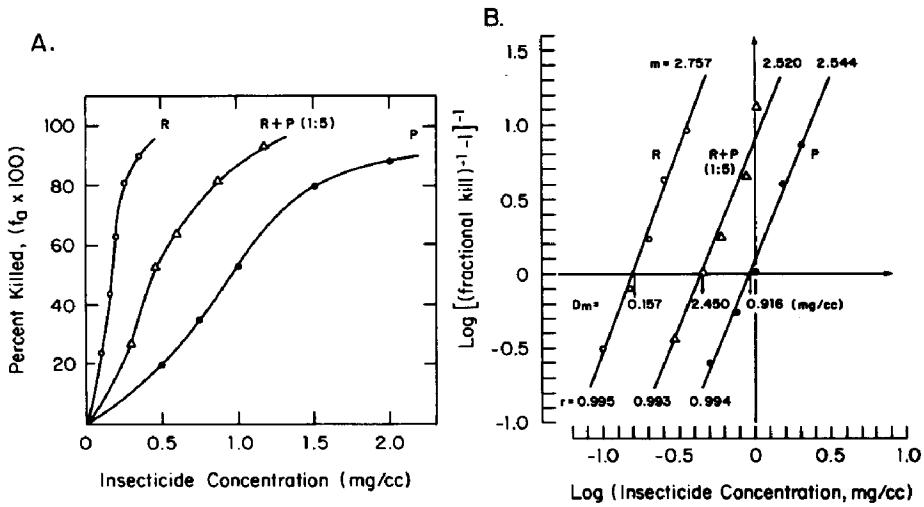 A.
Percent Killed, (fa x 100)
100
80
60
40
20
0
0.5
1.0
1.5
2.0
Insecticide Concentration (mg/cc)
R
R+P (1:5)
P
B.
Log [(fractional kill)-1 -1]-1
1.5
1.0
0.5
0
-0.5
-1.0
m = 2.757
2.520
2.544
R
R+P
(1:5)
P
Dm=
0.157
2.450
0.916 (mg/cc)
r=0.995
0.993
0.994
-1.0
-0.5
0
0.5
1.0
Log (Insecticide Concentration, mg/cc)